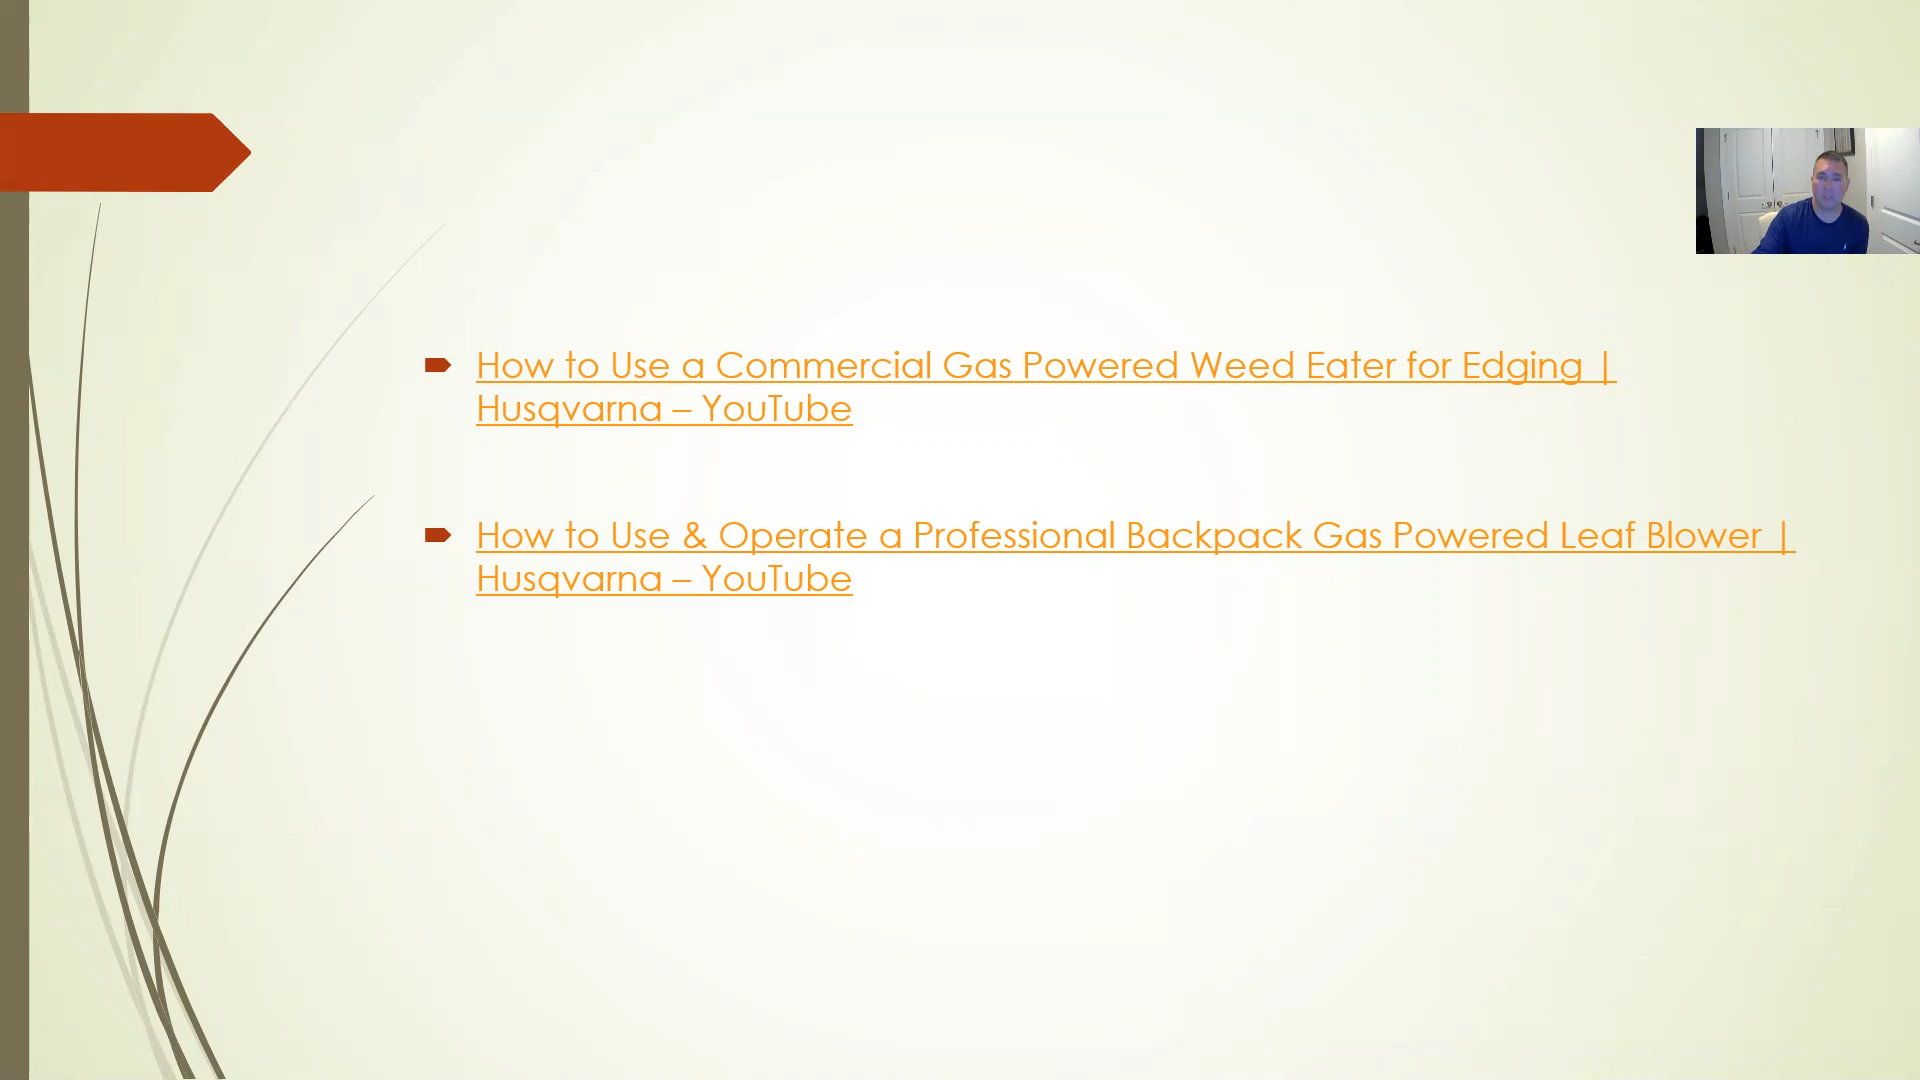 How to Use a Commercial Gas Powered Weed Eater for Edging |
Husqvarna – YouTube
How to Use & Operate a Professional Backpack Gas Powered Leaf Blower |
Husqvarna – YouTube